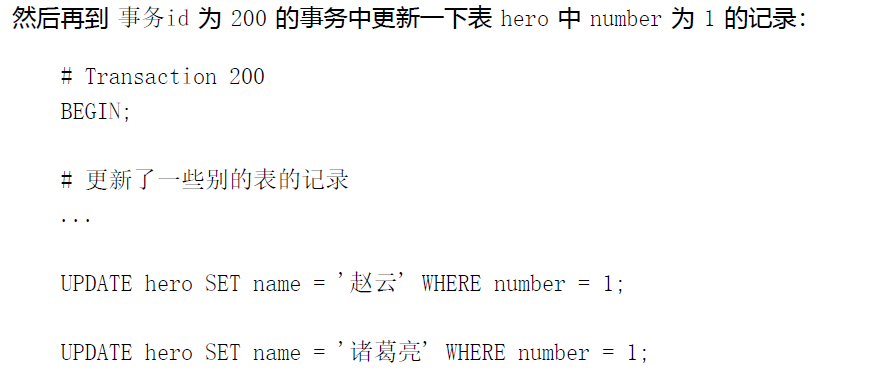 然后再到 事务id 为 200 的事务中更新一下表 hero 中 number 为 1 的记录：
# Transaction 200
BEGIN;
# 更新了一些别的表的记录
...
UPDATE hero SET name = '赵云' WHERE number = 1;
UPDATE hero SET name = '诸葛亮' WHERE number = 1;